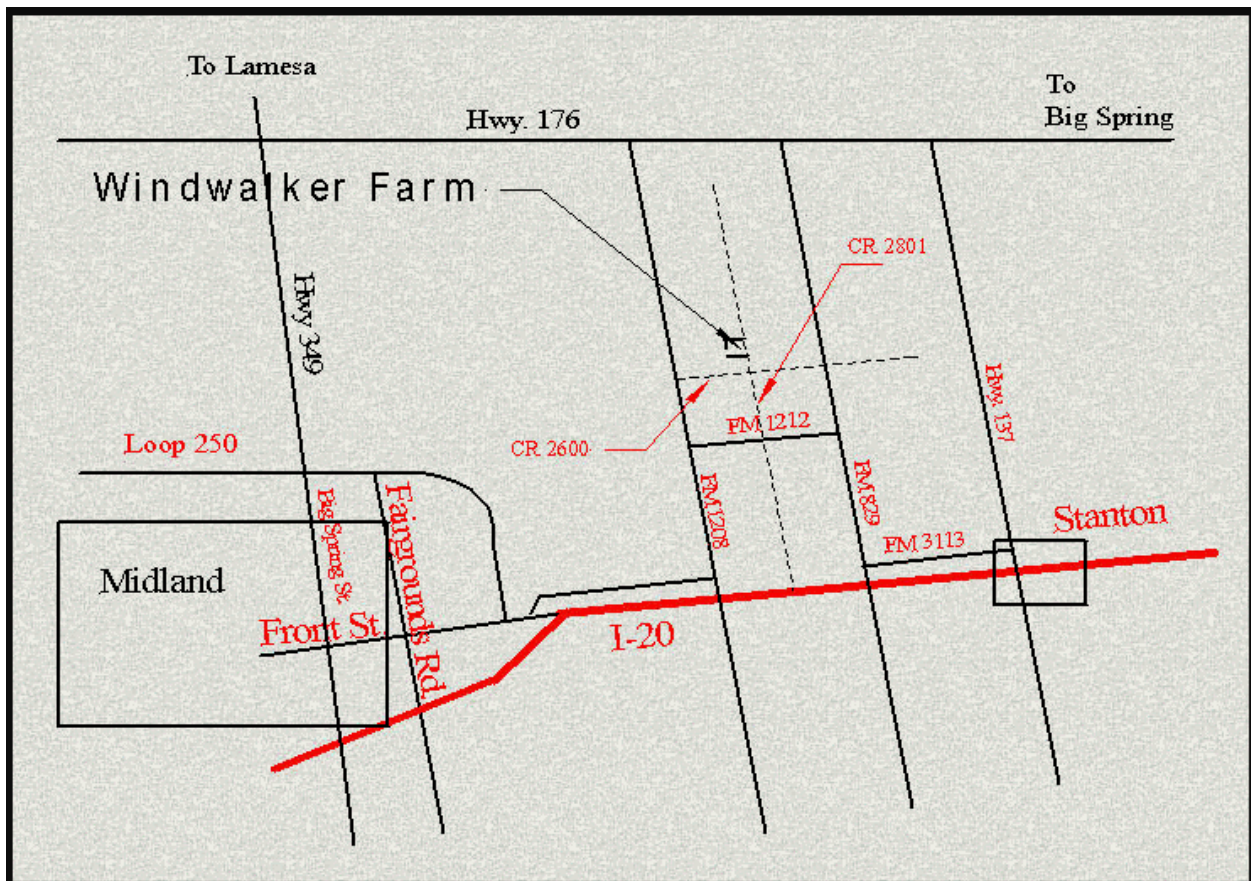 To Lamesa
To
Big Spring
Hwy. 176
Windwalker Farm
CR 2801
Hwy 349
Hwy. 137
FM 1212
Loop 250
CR 2600
Big Spring St.
Fairgrounds Rd.
FM 1208
FM 829
Stanton
FM 3113
Midland
Front St.
I-20